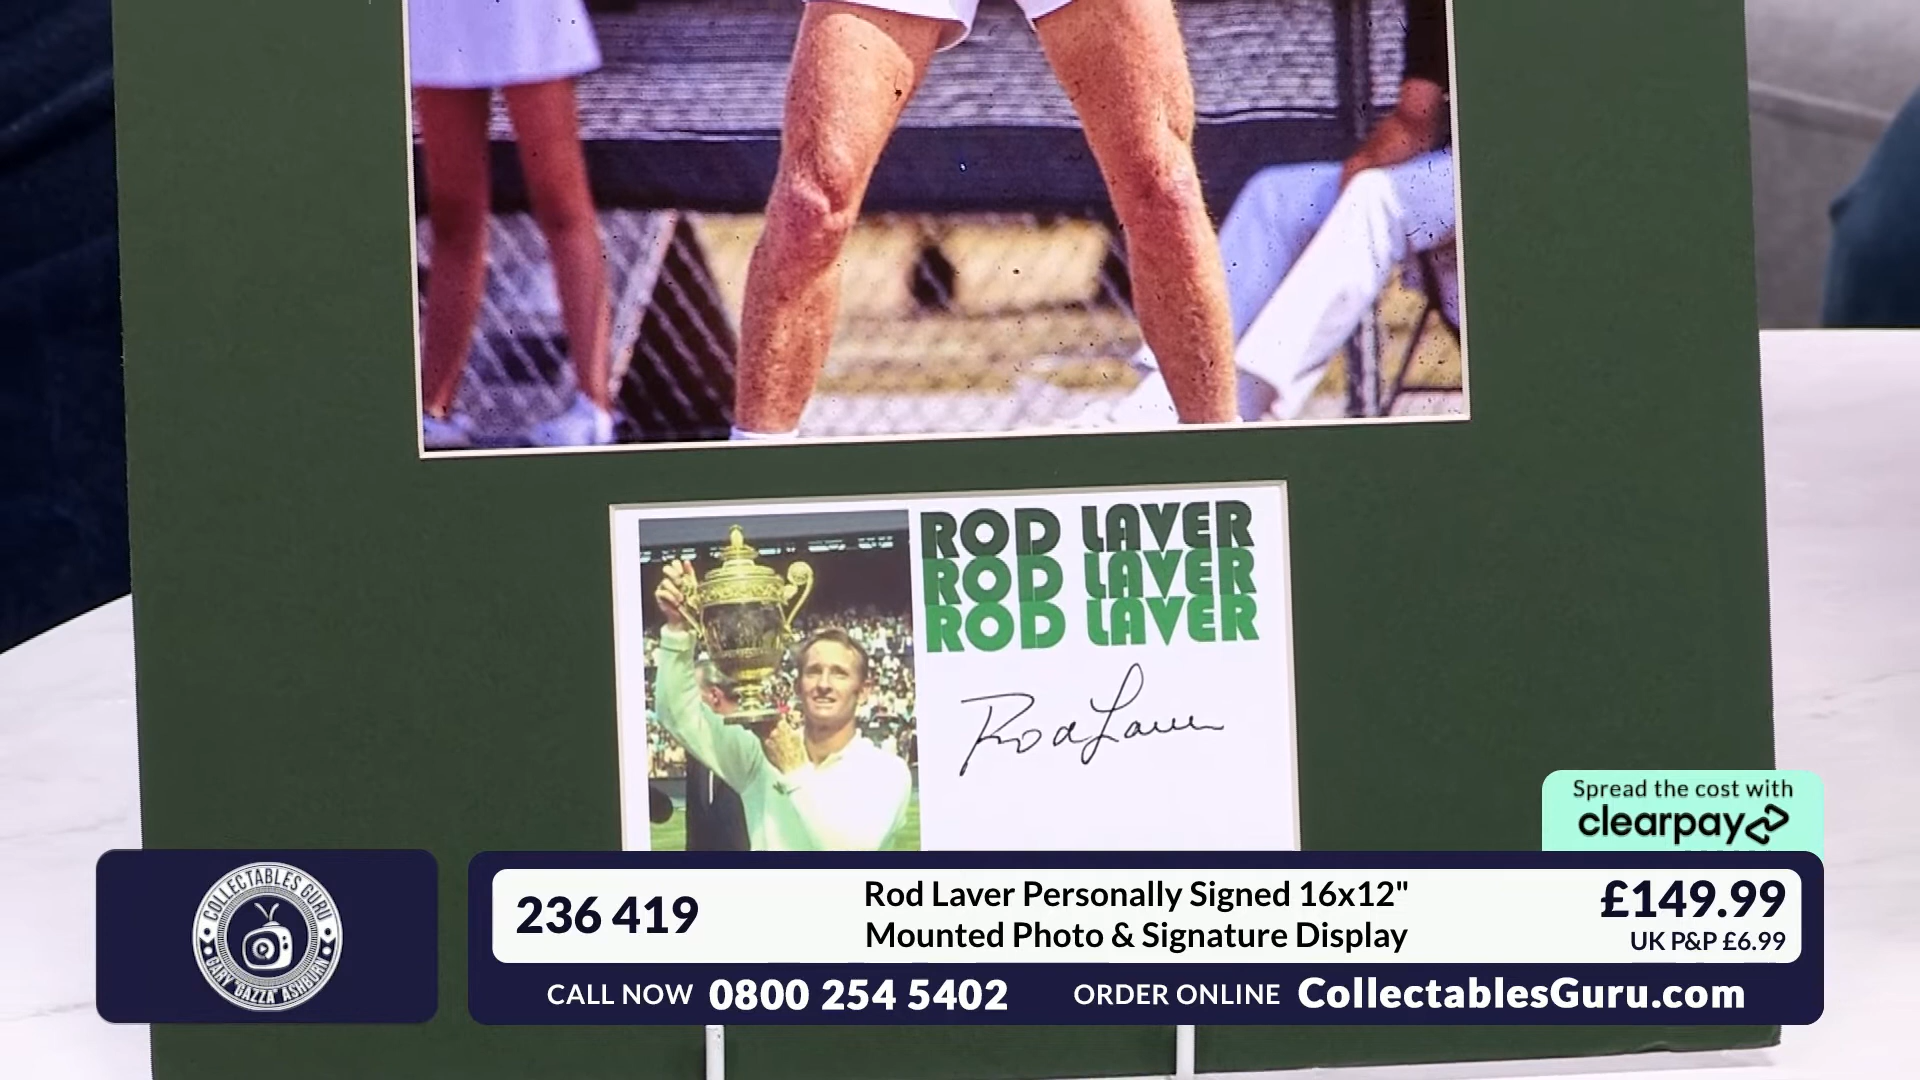 ROD LAVER
ROD LAVER
ROD LAVER
Rod Laver
Spread the cost with
clearpay
COLLECTABLES GURU
GARY "GAZZA" ASHBURN
236 419
Rod Laver Personally Signed 16x12"
Mounted Photo & Signature Display
£149.99
UK P&P £6.99
CALL NOW 0800 254 5402
ORDER ONLINE CollectablesGuru.com